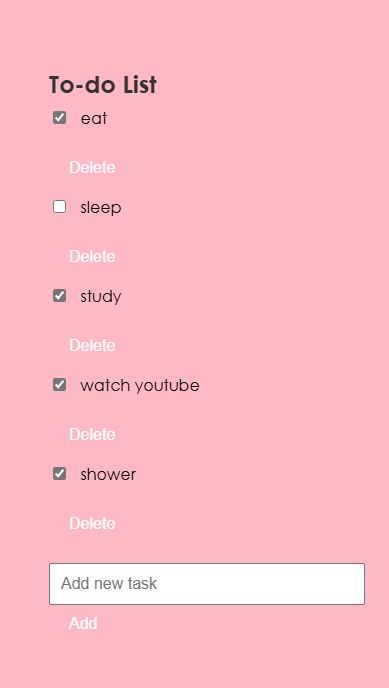 To-do List
eat
Delete
sleep
Delete
study
Delete
watch youtube
Delete
shower
Delete
Add new task
Add